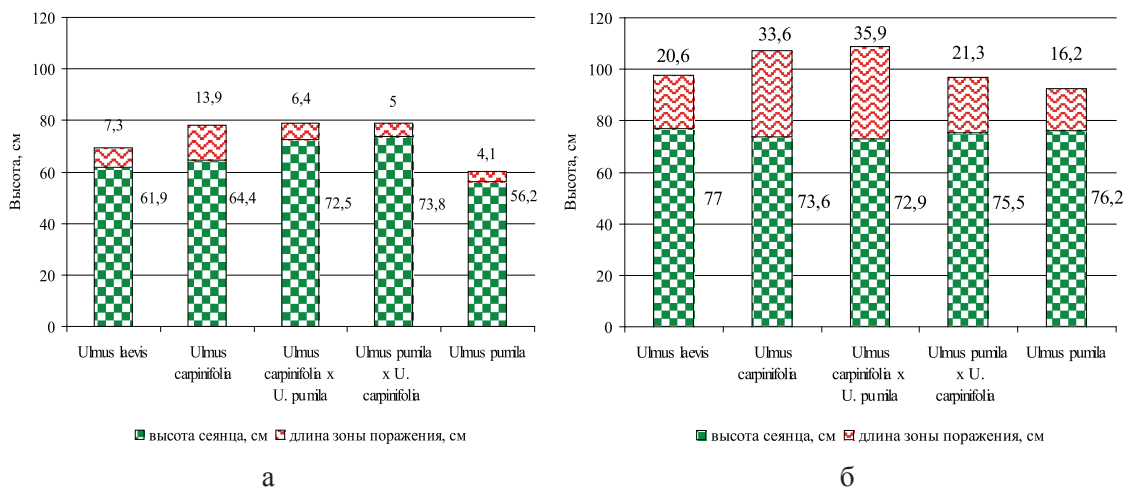 120
100
80
60
40
20
0
Высота, см
7,3
13,9
6,4
5
4,1
61,9
64,4
72,5
73,8
56,2
Ulmus laevis
Ulmus
carpinifolia
Ulmus
carpinifolia x
U. pumila
Ulmus pumila
x U.
carpinifolia
Ulmus pumila
высота сеянца, см
длина зоны поражения, см
а
120
100
80
60
40
20
0
Высота, см
20,6
33,6
35,9
21,3
16,2
77
73,6
72,9
75,5
76,2
Ulmus laevis
Ulmus
carpinifolia
Ulmus
carpinifolia x
U. pumila
Ulmus pumila
x U.
carpinifolia
Ulmus pumila
высота сеянца, см
длина зоны поражения, см
б